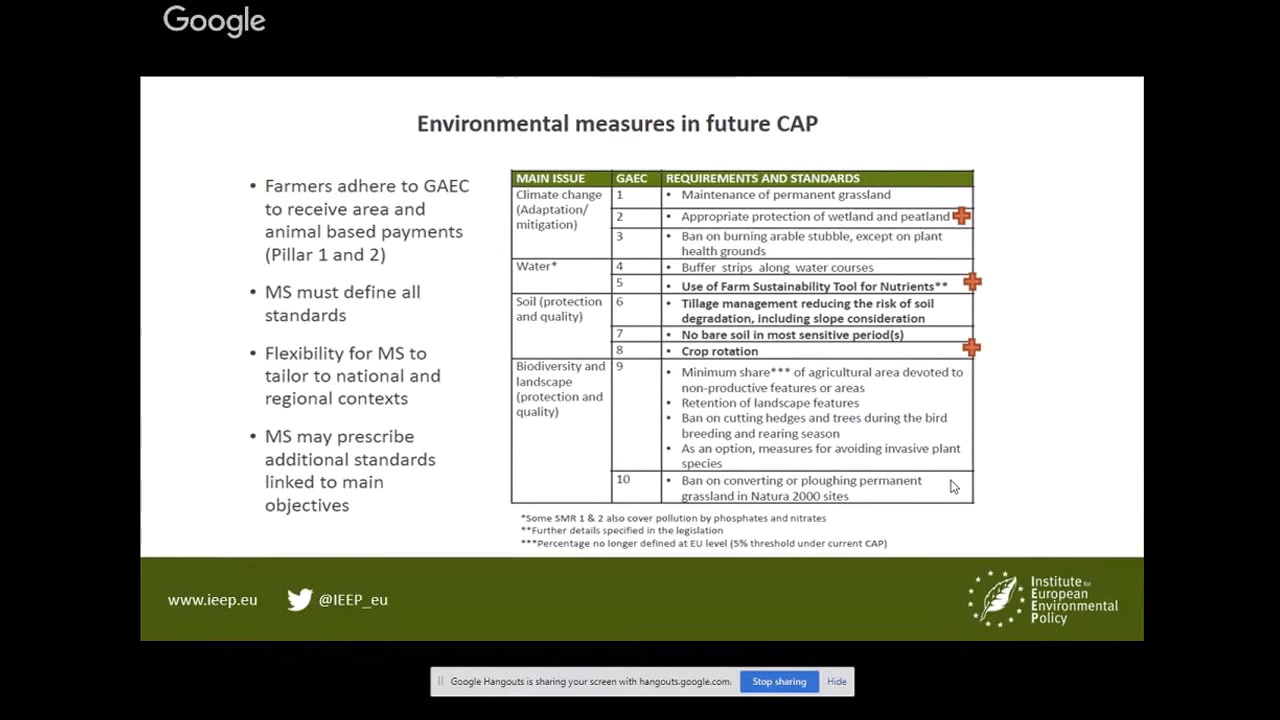 Google
Environmental measures in future CAP
• Farmers adhere to GAEC
to receive area and
animal based payments
(Pillar 1 and 2)
• MS must define all
standards
• Flexibility for MS to
tailor to national and
regional contexts
• MS may prescribe
additional standards
linked to main
objectives
MAIN ISSUE GAEC REQUIREMENTS AND STANDARDS
Climate change
(Adaptation/
mitigation)
1 • Maintenance of permanent grassland
2 • Appropriate protection of wetland and peatland
3 • Ban on burning arable stubble, except on plant
health grounds
Water* 4 • Buffer strips along water courses
5 • Use of Farm Sustainability Tool for Nutrients**
Soil (protection
and quality)
6 • Tillage management reducing the risk of soil
degradation, including slope consideration
7 • No bare soil in most sensitive period(s)
8 • Crop rotation
Biodiversity and
landscape
(protection and
quality)
9 • Minimum share*** of agricultural area devoted to
non-productive features or areas
• Retention of landscape features
• Ban on cutting hedges and trees during the bird
breeding and rearing season
• As an option, measures for avoiding invasive plant
species
10 • Ban on converting or ploughing permanent
grassland in Natura 2000 sites
*Some SMR 1 & 2 also cover pollution by phosphates and nitrates
**Further details specified in the legislation
***Percentage no longer defined at EU level (5% threshold under current CAP)
www.ieep.eu @IEEP_eu
Institute for
European
Environmental
Policy
Google Hangouts is sharing your screen with hangouts.google.com. Stop sharing Hide